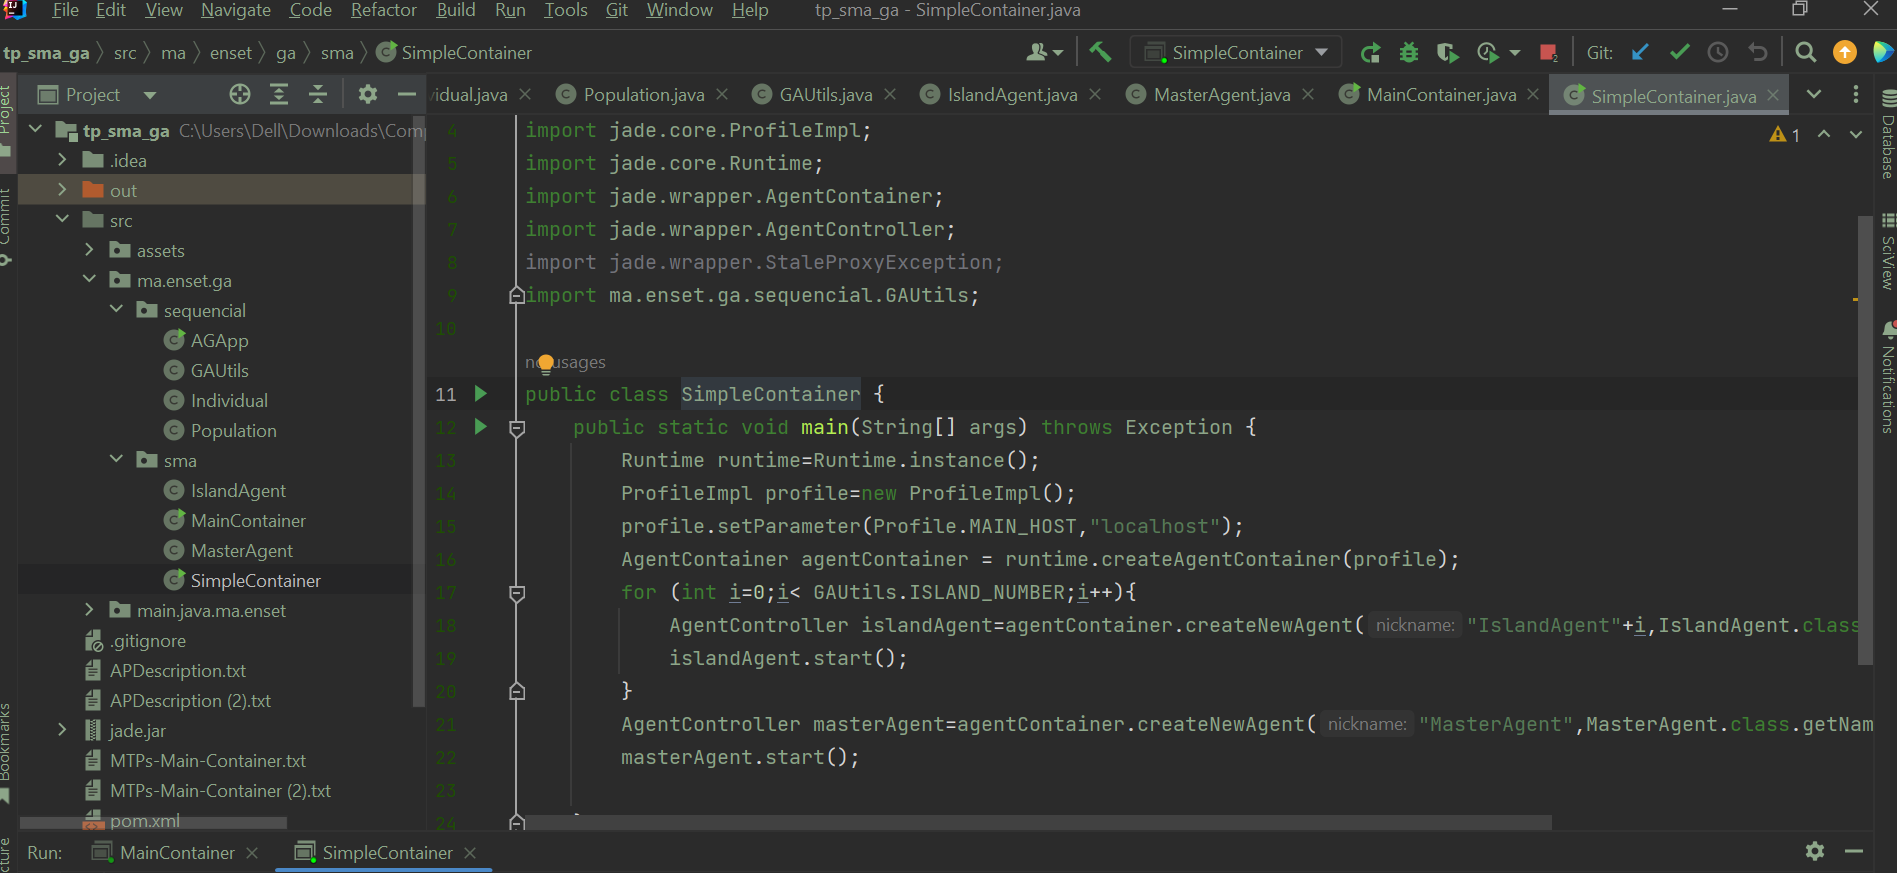 File Edit View Navigate Code Refactor Build Run Tools Git Window Help tp_sma_ga - SimpleContainer.java
tp_sma_ga src ma enset ga sma SimpleContainer
SimpleContainer
2
Git:
Project
idual.java
Population.java
GAUtils.java
IslandAgent.java
MasterAgent.java
MainContainer.java
SimpleContainer.java
Project
Commit
Bookmarks
tp_sma_ga C:\Users\Dell\Downloads\Com
.idea
out
src
assets
ma.enset.ga
sequencial
AGApp
GAUtils
Individual
Population
sma
IslandAgent
MainContainer
MasterAgent
SimpleContainer
main.java.ma.enset
.gitignore
APDescription.txt
APDescription (2).txt
jade.jar
MTPs-Main-Container.txt
MTPs-Main-Container (2).txt
pom.xml
1
4 import jade.core.ProfileImpl;
5 import jade.core.Runtime;
6 import jade.wrapper.AgentContainer;
7 import jade.wrapper.AgentController;
8 import jade.wrapper.StaleProxyException;
9 import ma.enset.ga.sequencial.GAUtils;
10
no usages
11 public class SimpleContainer {
12 public static void main(String[] args) throws Exception {
13 Runtime runtime=Runtime.instance();
14 ProfileImpl profile=new ProfileImpl();
15 profile.setParameter(Profile.MAIN_HOST,"localhost");
16 AgentContainer agentContainer = runtime.createAgentContainer(profile);
17 for (int i=0;i< GAUtils.ISLAND_NUMBER;i++){
18 AgentController islandAgent=agentContainer.createNewAgent( nickname: "IslandAgent"+i,IslandAgent.class
19 islandAgent.start();
20 }
21 AgentController masterAgent=agentContainer.createNewAgent( nickname: "MasterAgent",MasterAgent.class.getNam
22 masterAgent.start();
23
24
Database
SciView
Notifications
Run: MainContainer SimpleContainer